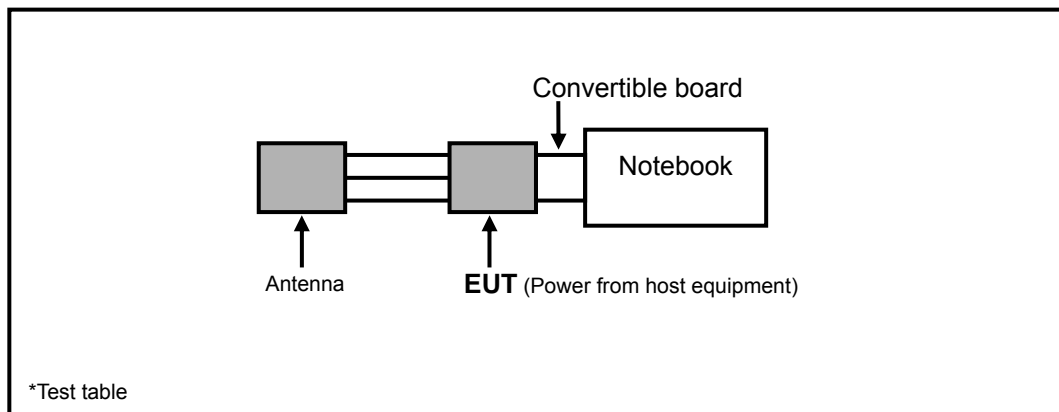 Convertible board
Notebook
Antenna
EUT (Power from host equipment)
*Test table